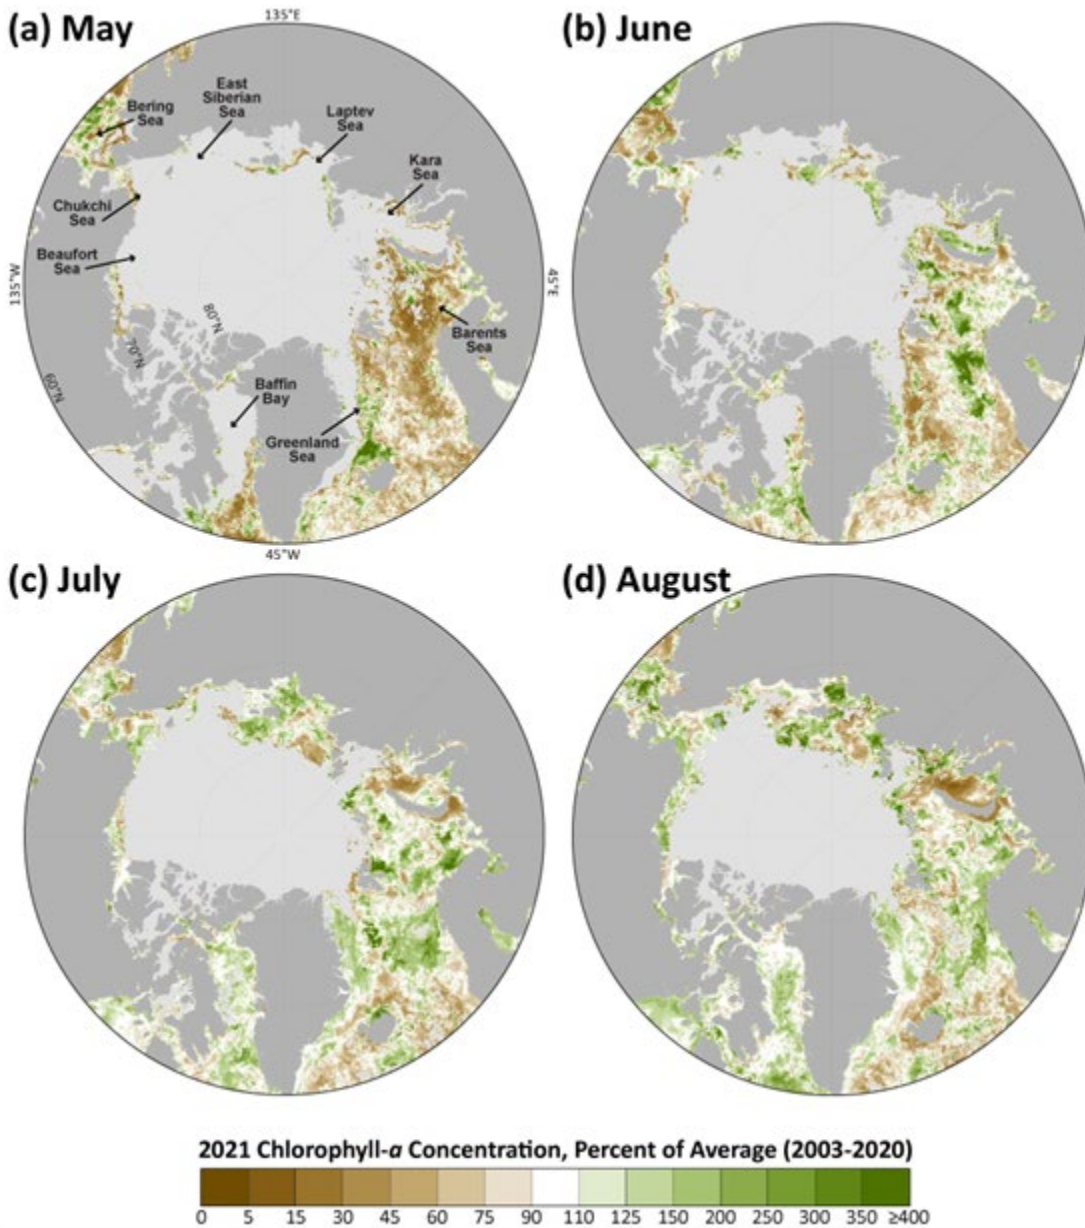 (a) May
135°E
(b) June
Bering
Sea
East
Siberian
Sea
Laptev
Sea
Kara
Sea
Chukchi
Sea
Beaufort
Sea
135°W
45°E
80°N
70°N
60°N
Barents
Sea
Baffin
Bay
Greenland
Sea
45°W
(c) July
(d) August
2021 Chlorophyll-a Concentration, Percent of Average (2003-2020)
0 5 15 30 45 60 75 90 110 125 150 200 250 300 350 ≥400